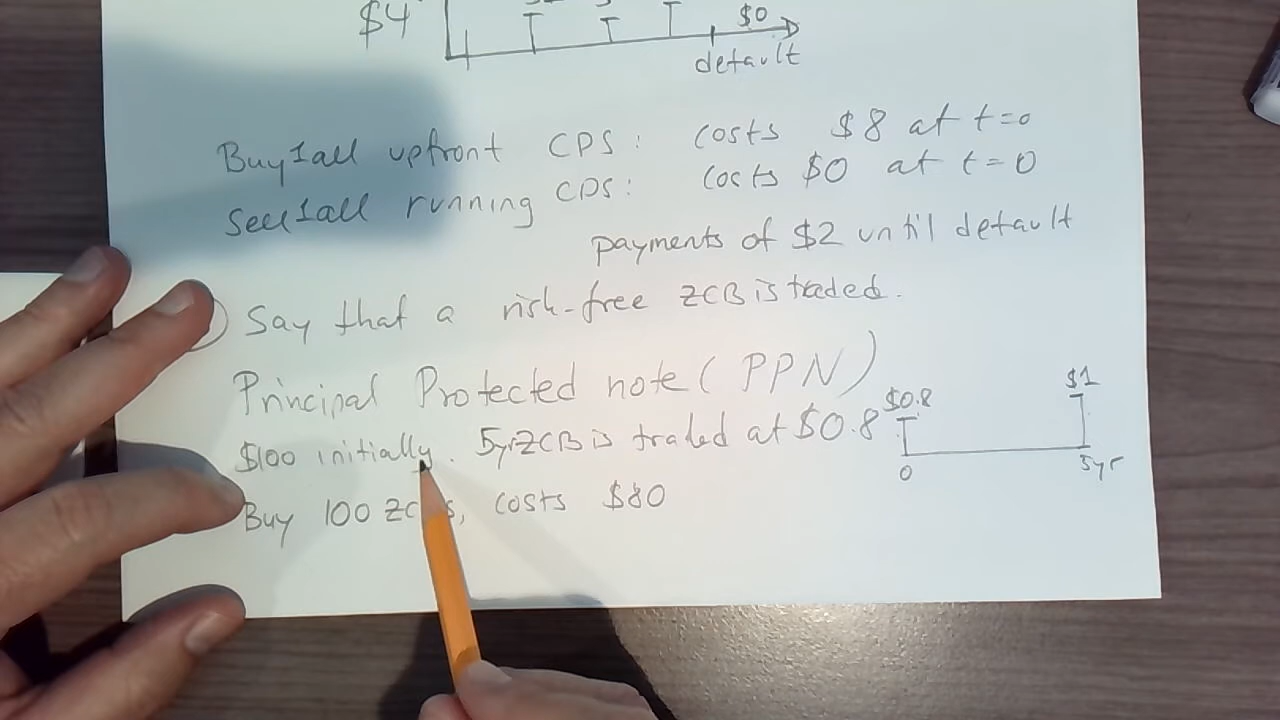 $4
$0
default
Buy 1 all upfront CDS: costs $8 at t=0
Sell 1 all running CDS: costs $0 at t=0
payments of $2 until default
Say that a risk-free ZCB is traded.
Principal Protected note (PPN)
$100 initially. 5yr ZCB is traded at $0.8
Buy 100 ZC s, costs $80
$0.8
$1
0
5yr